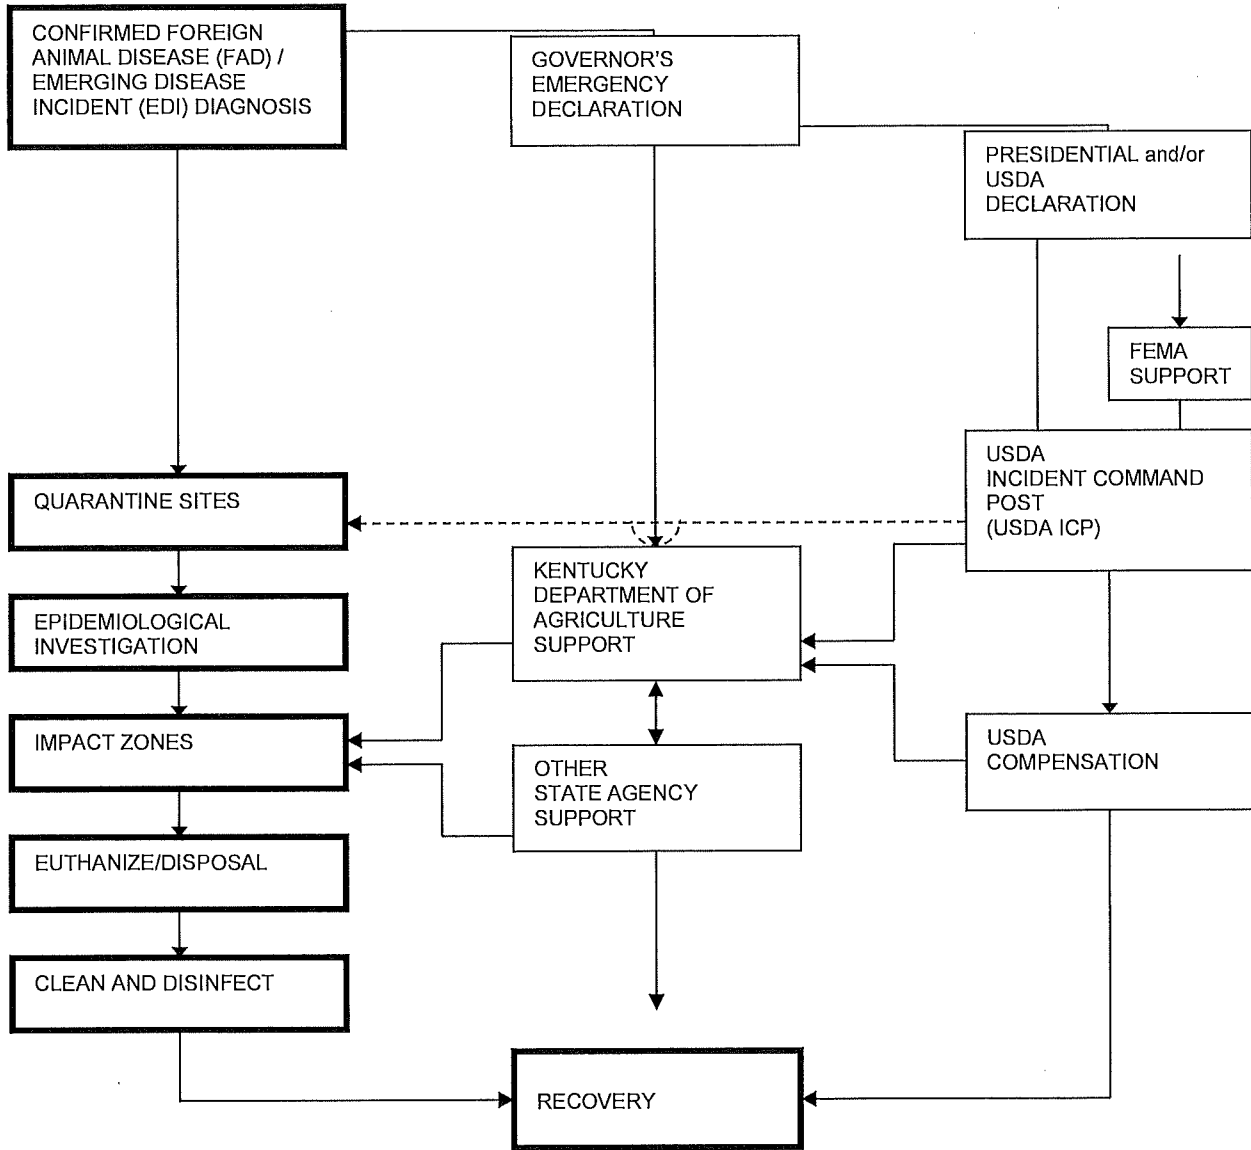 CONFIRMED FOREIGN
ANIMAL DISEASE (FAD) /
EMERGING DISEASE
INCIDENT (EDI) DIAGNOSIS
GOVERNOR'S
EMERGENCY
DECLARATION
PRESIDENTIAL and/or
USDA
DECLARATION
FEMA
SUPPORT
QUARANTINE SITES
USDA
INCIDENT COMMAND
POST
(USDA ICP)
KENTUCKY
DEPARTMENT OF
AGRICULTURE
SUPPORT
EPIDEMIOLOGICAL
INVESTIGATION
IMPACT ZONES
OTHER
STATE AGENCY
SUPPORT
USDA
COMPENSATION
EUTHANIZE/DISPOSAL
CLEAN AND DISINFECT
RECOVERY